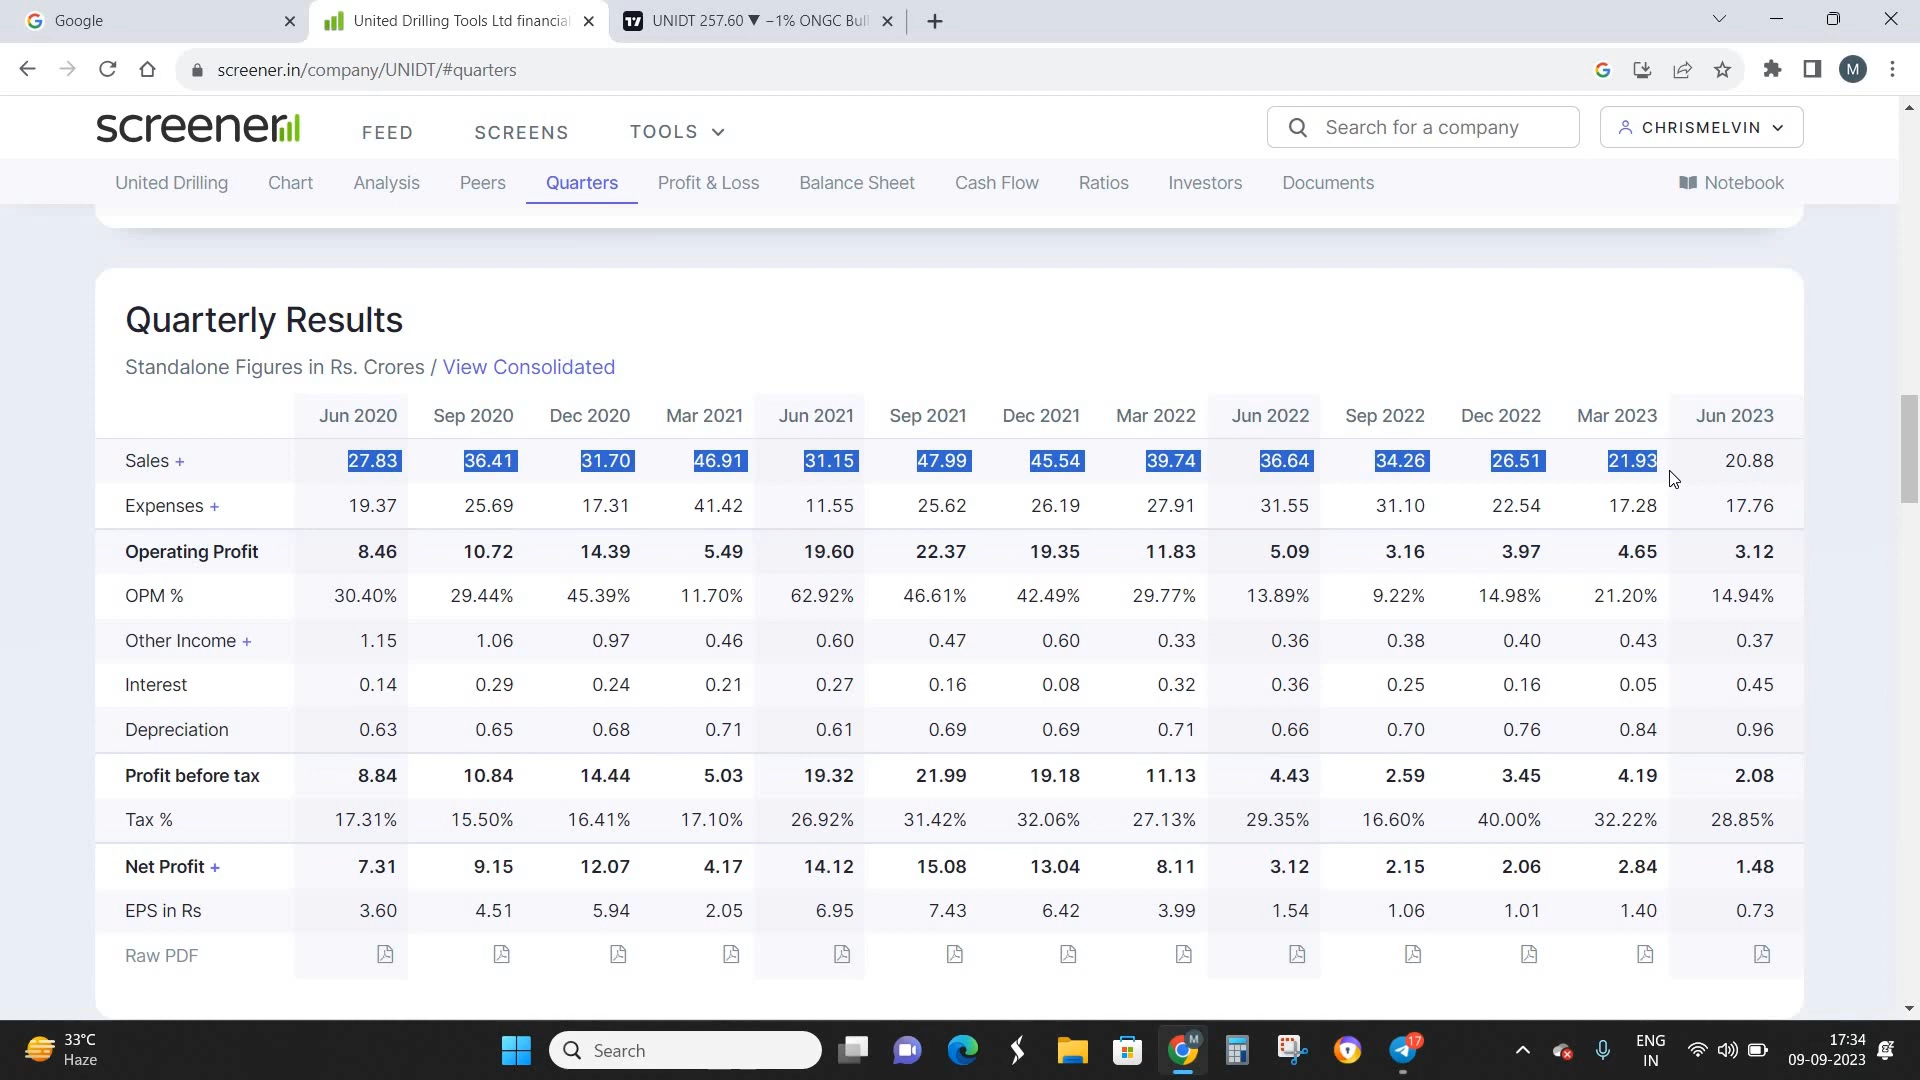 Google
United Drilling Tools Ltd financia
UNIDT 257.60 ▼ −1% ONGC Bull
screener.in/company/UNIDT/#quarters
M
screener
FEED
SCREENS
TOOLS
Search for a company
CHRISMELVIN
United Drilling Chart Analysis Peers Quarters Profit & Loss Balance Sheet Cash Flow Ratios Investors Documents Notebook
Quarterly Results
Standalone Figures in Rs. Crores / View Consolidated
Jun 2020 Sep 2020 Dec 2020 Mar 2021 Jun 2021 Sep 2021 Dec 2021 Mar 2022 Jun 2022 Sep 2022 Dec 2022 Mar 2023 Jun 2023
Sales + 27.83 36.41 31.70 46.91 31.15 47.99 45.54 39.74 36.64 34.26 26.51 21.93 20.88
Expenses + 19.37 25.69 17.31 41.42 11.55 25.62 26.19 27.91 31.55 31.10 22.54 17.28 17.76
Operating Profit 8.46 10.72 14.39 5.49 19.60 22.37 19.35 11.83 5.09 3.16 3.97 4.65 3.12
OPM % 30.40% 29.44% 45.39% 11.70% 62.92% 46.61% 42.49% 29.77% 13.89% 9.22% 14.98% 21.20% 14.94%
Other Income + 1.15 1.06 0.97 0.46 0.60 0.47 0.60 0.33 0.36 0.38 0.40 0.43 0.37
Interest 0.14 0.29 0.24 0.21 0.27 0.16 0.08 0.32 0.36 0.25 0.16 0.05 0.45
Depreciation 0.63 0.65 0.68 0.71 0.61 0.69 0.69 0.71 0.66 0.70 0.76 0.84 0.96
Profit before tax 8.84 10.84 14.44 5.03 19.32 21.99 19.18 11.13 4.43 2.59 3.45 4.19 2.08
Tax % 17.31% 15.50% 16.41% 17.10% 26.92% 31.42% 32.06% 27.13% 29.35% 16.60% 40.00% 32.22% 28.85%
Net Profit + 7.31 9.15 12.07 4.17 14.12 15.08 13.04 8.11 3.12 2.15 2.06 2.84 1.48
EPS in Rs 3.60 4.51 5.94 2.05 6.95 7.43 6.42 3.99 1.54 1.06 1.01 1.40 0.73
Raw PDF
33°C
Haze
Search
M
17
ENG
IN
17:34
09-09-2023